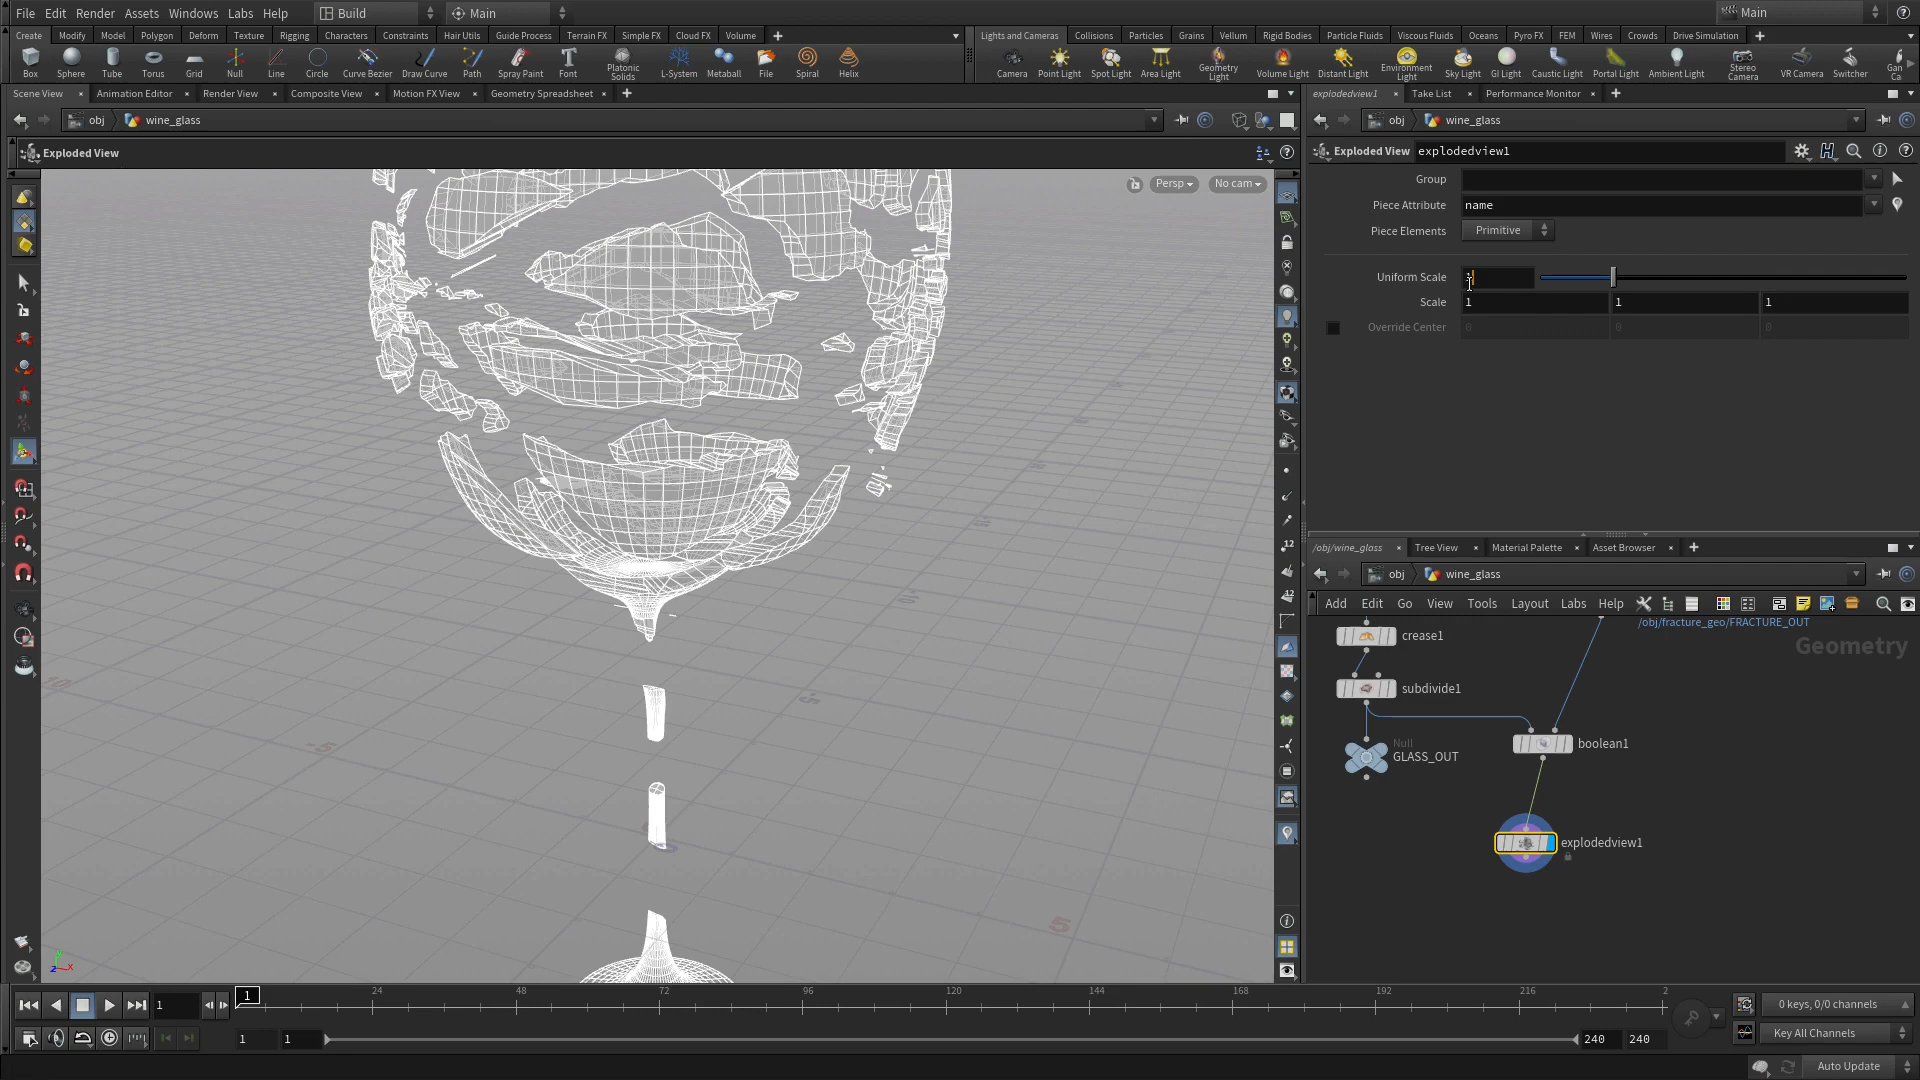 File Edit Render Assets Windows Labs Help Build Main Main
Create Modify Model Polygon Deform Texture Rigging Characters Constraints Hair Utils Guide Process Terrain FX Simple FX Cloud FX Volume
Lights and Cameras Collisions Particles Grains Vellum Rigid Bodies Particle Fluids Viscous Fluids Oceans Pyro FX FEM Wires Crowds Drive Simulation
Box Sphere Tube Torus Grid Null Line Circle Curve Bezier Draw Curve Path Spray Paint Font Platonic Solids L-System Metaball File Spiral Helix
Camera Point Light Spot Light Area Light Geometry Light Volume Light Distant Light Environment Light Sky Light GI Light Caustic Light Portal Light Ambient Light Stereo Camera VR Camera Switcher Gan Ca
Scene View Animation Editor Render View Composite View Motion FX View Geometry Spreadsheet
explodedview1 Take List Performance Monitor
obj wine_glass
obj wine_glass
Exploded View
Exploded View explodedview1
Persp No cam
Group
Piece Attribute name
Piece Elements Primitive
Uniform Scale
Scale 1 1 1
Override Center 0 0 0
/obj/wine_glass Tree View Material Palette Asset Browser
obj wine_glass
Add Edit Go View Tools Layout Labs Help
/obj/fracture_geo/FRACTURE_OUT
Geometry
crease1
subdivide1
boolean1
Null
GLASS_OUT
explodedview1
12
12
5
z x
1 1 24 48 72 96 120 144 168 192 216 2
0 keys, 0/0 channels
1 1 240 240
Key All Channels
Auto Update